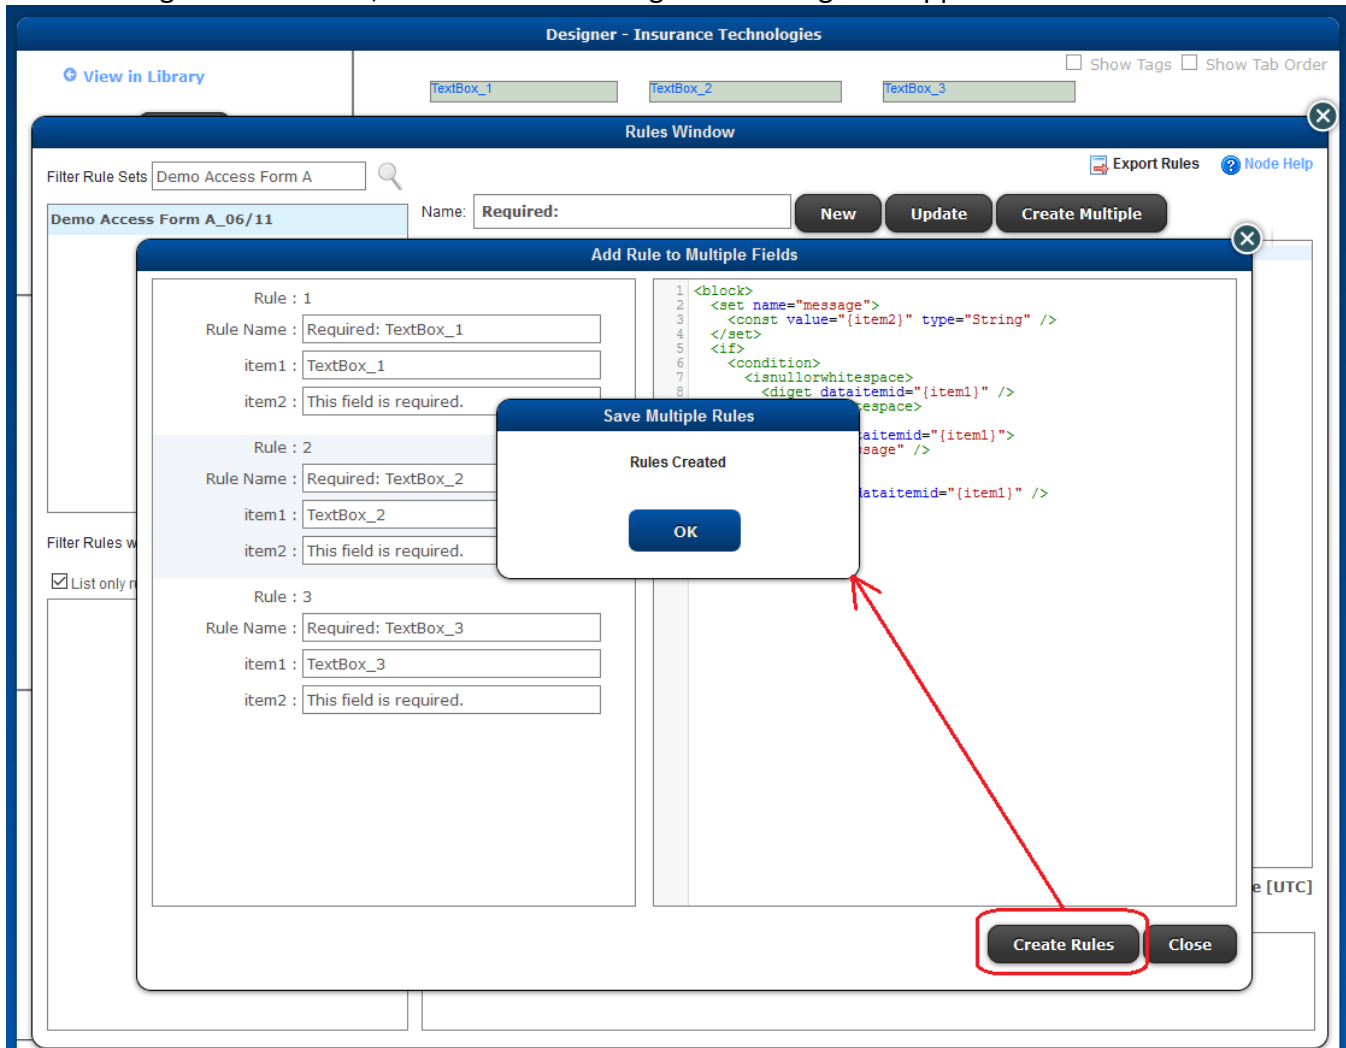 Designer - Insurance Technologies
View in Library
Show Tags Show Tab Order
TextBox_1 TextBox_2 TextBox_3
Rules Window
Export Rules Node Help
Filter Rule Sets Demo Access Form A
Demo Access Form A_06/11
Name: Required: New Update Create Multiple
Add Rule to Multiple Fields
Rule : 1
Rule Name : Required: TextBox_1
item1 : TextBox_1
item2 : This field is required.
Rule : 2
Rule Name : Required: TextBox_2
item1 : TextBox_2
item2 : This field is required.
Rule : 3
Rule Name : Required: TextBox_3
item1 : TextBox_3
item2 : This field is required.
1 <block>
2 <set name="message">
3 <const value="{item2}" type="String" />
4 </set>
5 <if>
6 <condition>
7 <isnullorwhitespace>
8 <diget dataitemid="{item1}" />
espace>
aitemid="{item1}">
sage" />
dataitemid="{item1}" />
Save Multiple Rules
Rules Created
OK
Filter Rules w
List only
e [UTC]
Create Rules Close